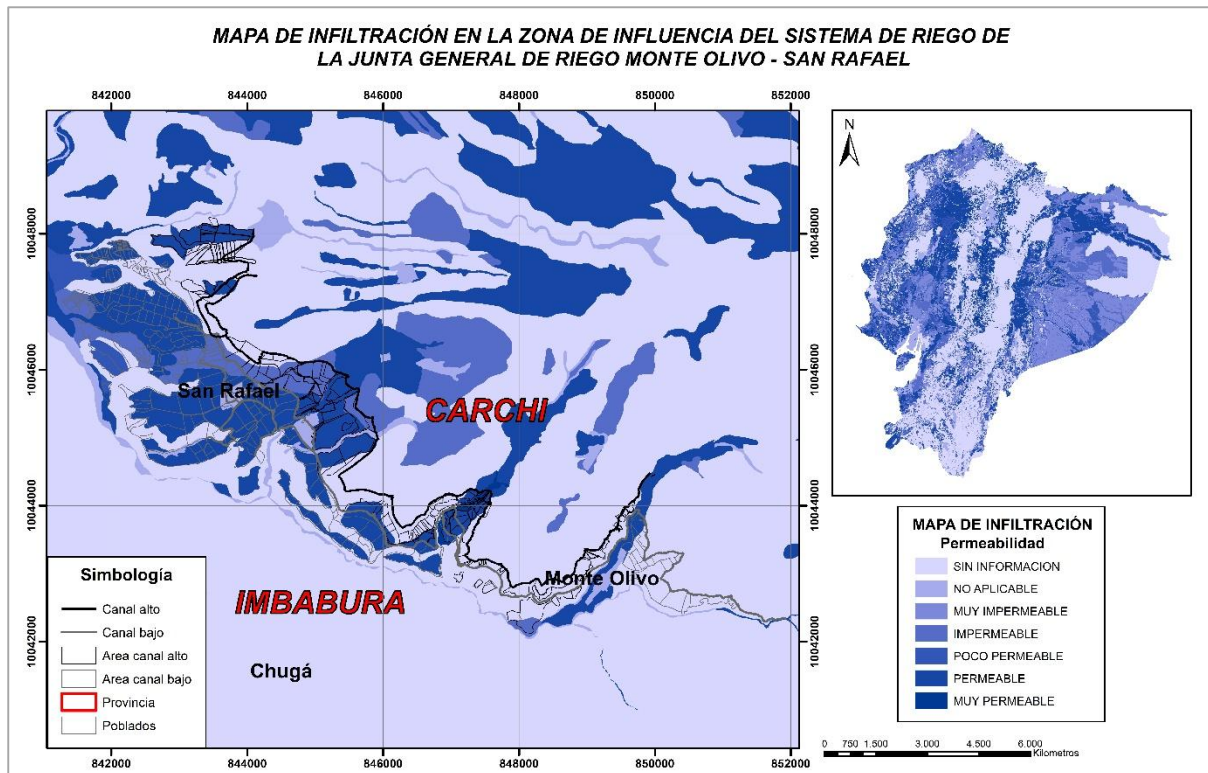 MAPA DE INFILTRACIÓN EN LA ZONA DE INFLUENCIA DEL SISTEMA DE RIEGO DE
LA JUNTA GENERAL DE RIEGO MONTE OLIVO - SAN RAFAEL
842000 844000 846000 848000 850000 852000
10048000 10048000
10046000 10046000
10044000 10044000
10042000 10042000
San Rafael
CARCHI
Monte Olivo
IMBABURA
Chugá
Simbología
Canal alto
Canal bajo
Area canal alto
Area canal bajo
Provincia
Poblados
842000 844000 846000 848000 850000 852000
N
MAPA DE INFILTRACIÓN
Permeabilidad
SIN INFORMACION
NO APLICABLE
MUY IMPERMEABLE
IMPERMEABLE
POCO PERMEABLE
PERMEABLE
MUY PERMEABLE
0 750 1.500 3.000 4.500 6.000
Kilometros